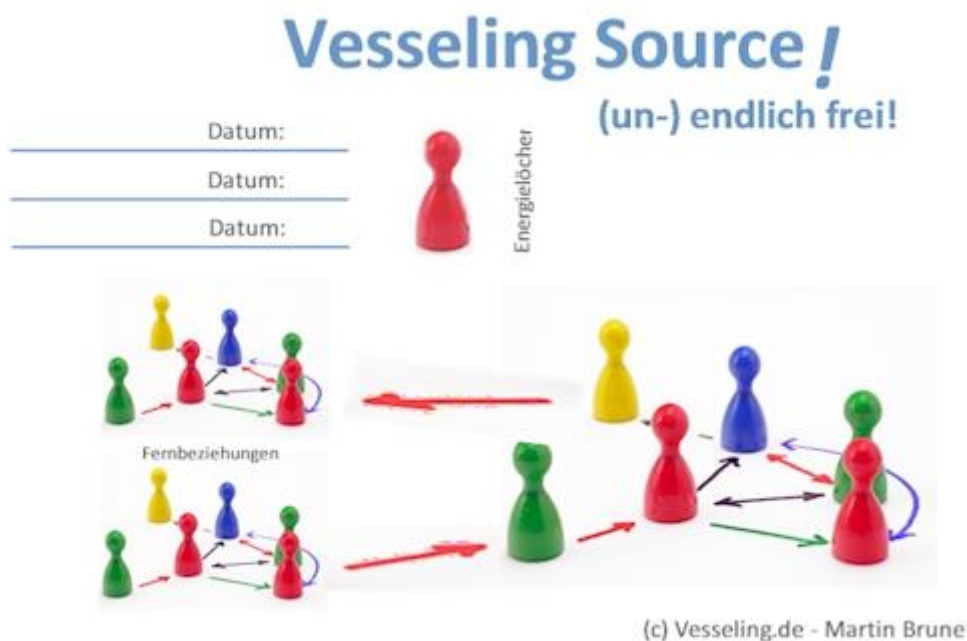 Vesseling Source!
(un-) endlich frei!
Datum:
Datum:
Datum:
Energielöcher
Fernbeziehungen
(c) Vesseling.de - Martin Brune